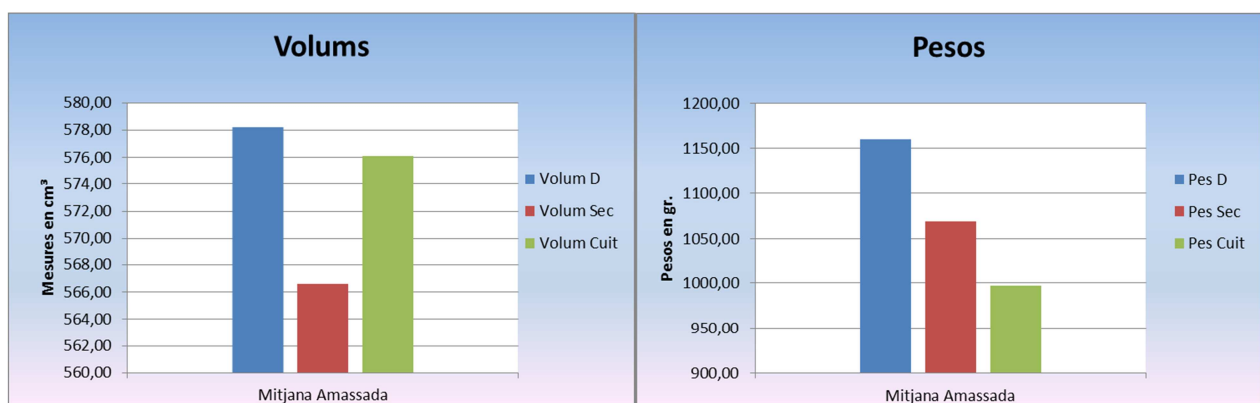 Volums
580,00
578,00
576,00
574,00
572,00
570,00
568,00
566,00
564,00
562,00
560,00
Mesures en cm³
Mitjana Amassada
Volum D
Volum Sec
Volum Cuit
Pesos
1200,00
1150,00
1100,00
1050,00
1000,00
950,00
900,00
Pesos en gr.
Mitjana Amassada
Pes D
Pes Sec
Pes Cuit